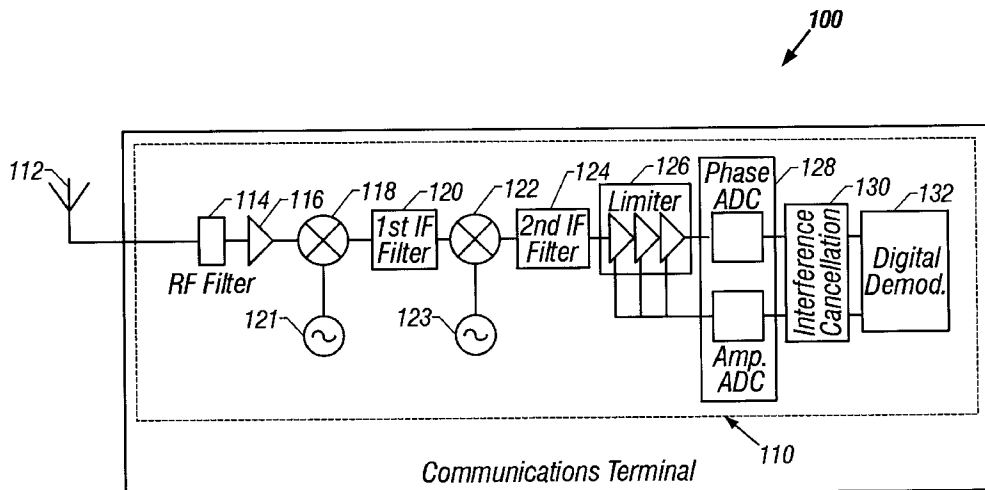 100
112
114
116
118
120
122
124
126
128
130
132
RF Filter
1st IF
Filter
2nd IF
Filter
Limiter
Phase
ADC
Amp.
ADC
Interference
Cancellation
Digital
Demod.
121
123
110
Communications Terminal